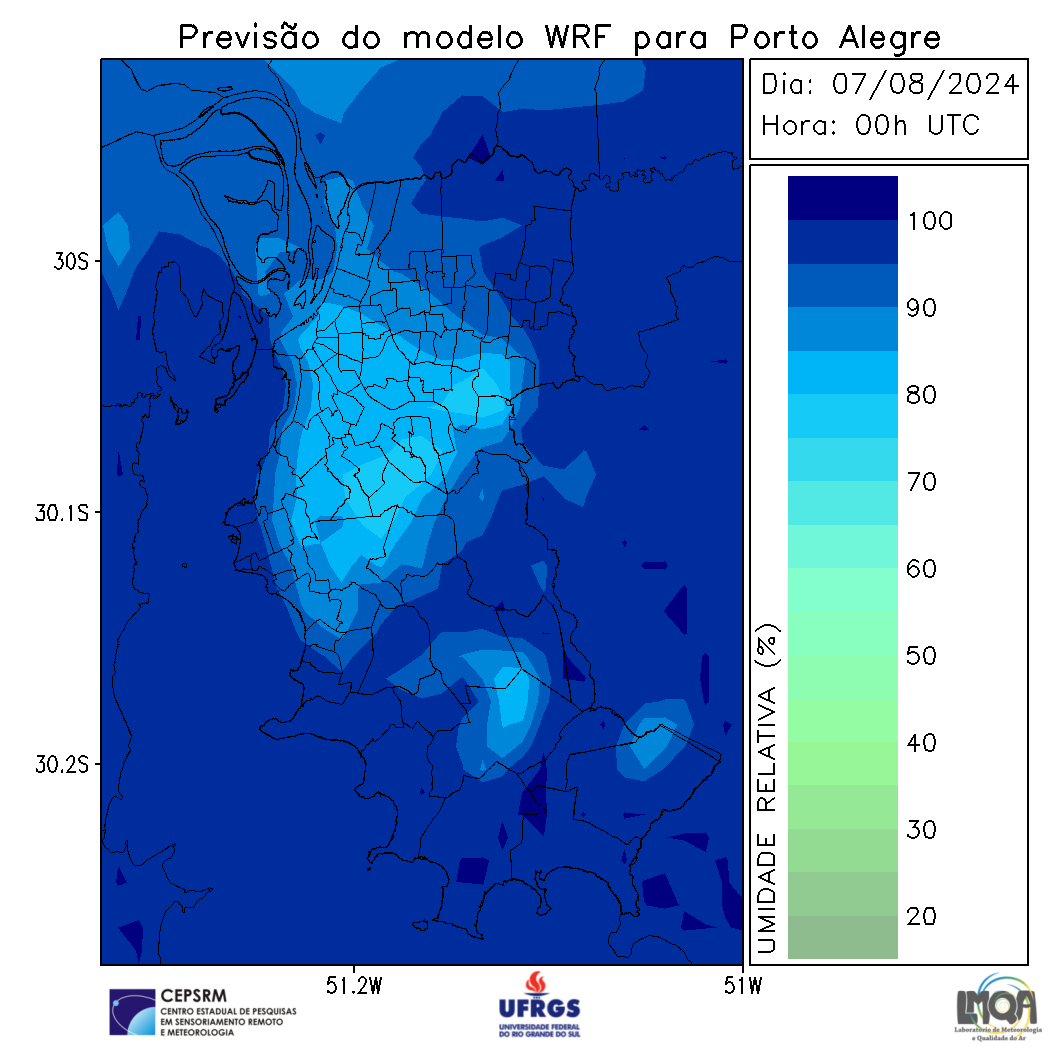 Previsão do modelo WRF para Porto Alegre
Dia: 07/08/2024
Hora: 00h UTC
30S
30.1S
30.2S
51.2W
51W
UMIDADE RELATIVA (%)
100
90
80
70
60
50
40
30
20
CEPSRM
CENTRO ESTADUAL DE PESQUISAS
EM SENSORIAMENTO REMOTO
E METEOROLOGIA
UFRGS
UNIVERSIDADE FEDERAL
DO RIO GRANDE DO SUL
LMQA
Laboratório de Meteorologia
e Qualidade do Ar